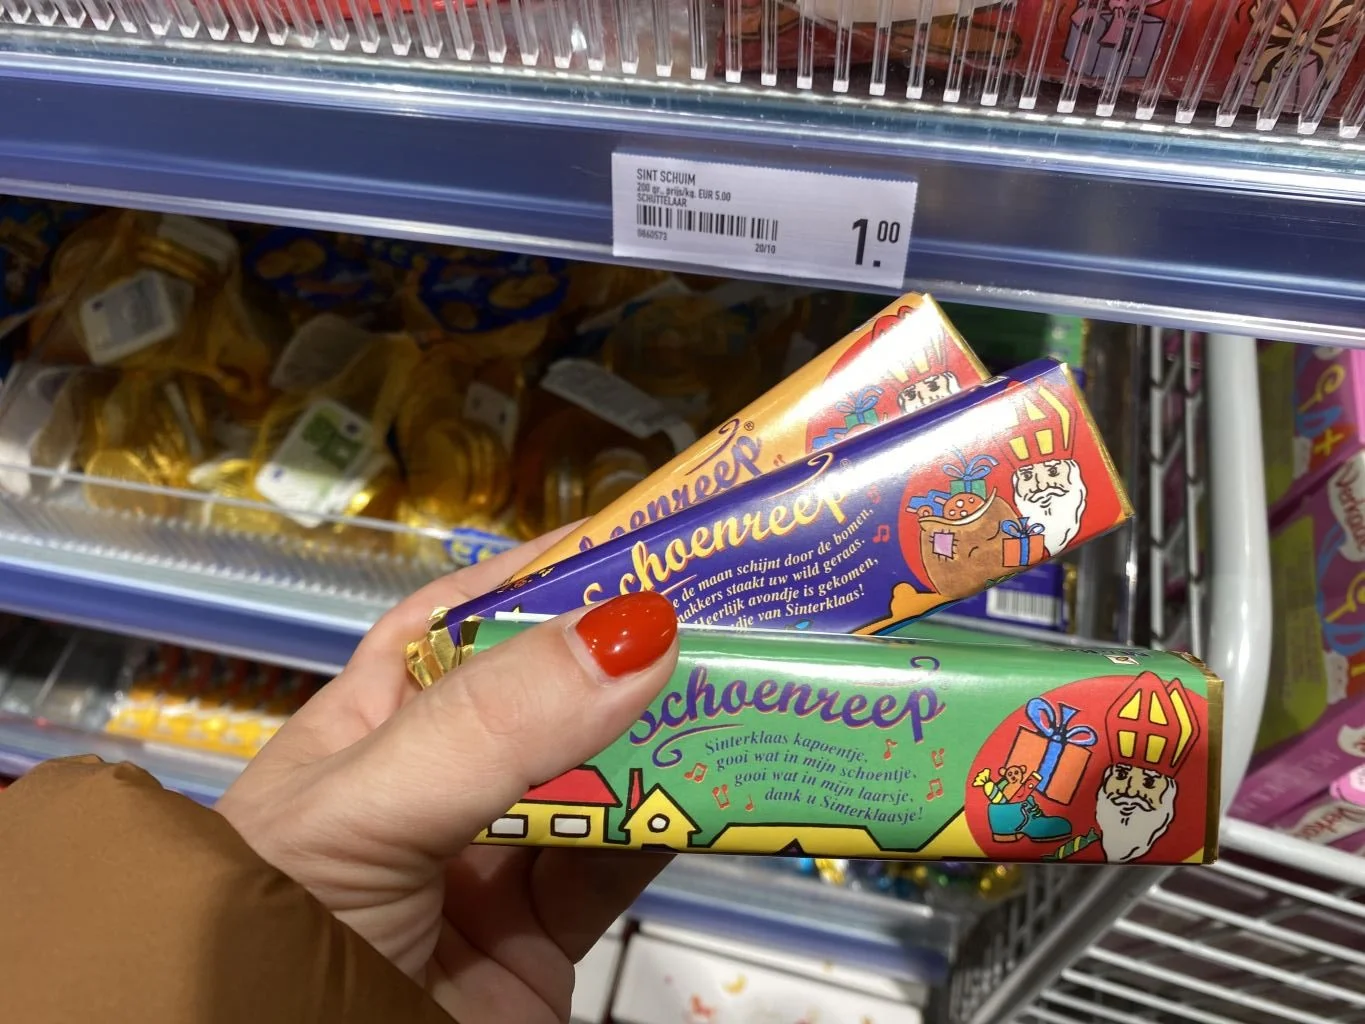 SINT SCHUIM
200 gr., prijs/kg. EUR 5.00
SCHUTTELAAR
9860573
20/10
1.00
Schoenreep
de maan schijnt door de bomen,
makkers staakt uw wild geraas.
Heerlijk avondje is gekomen,
van Sinterklaas!
Schoenreep
Sinterklaas kapoentje,
gooi wat in mijn schoentje,
gooi wat in mijn laarsje,
dank u Sinterklaasje!